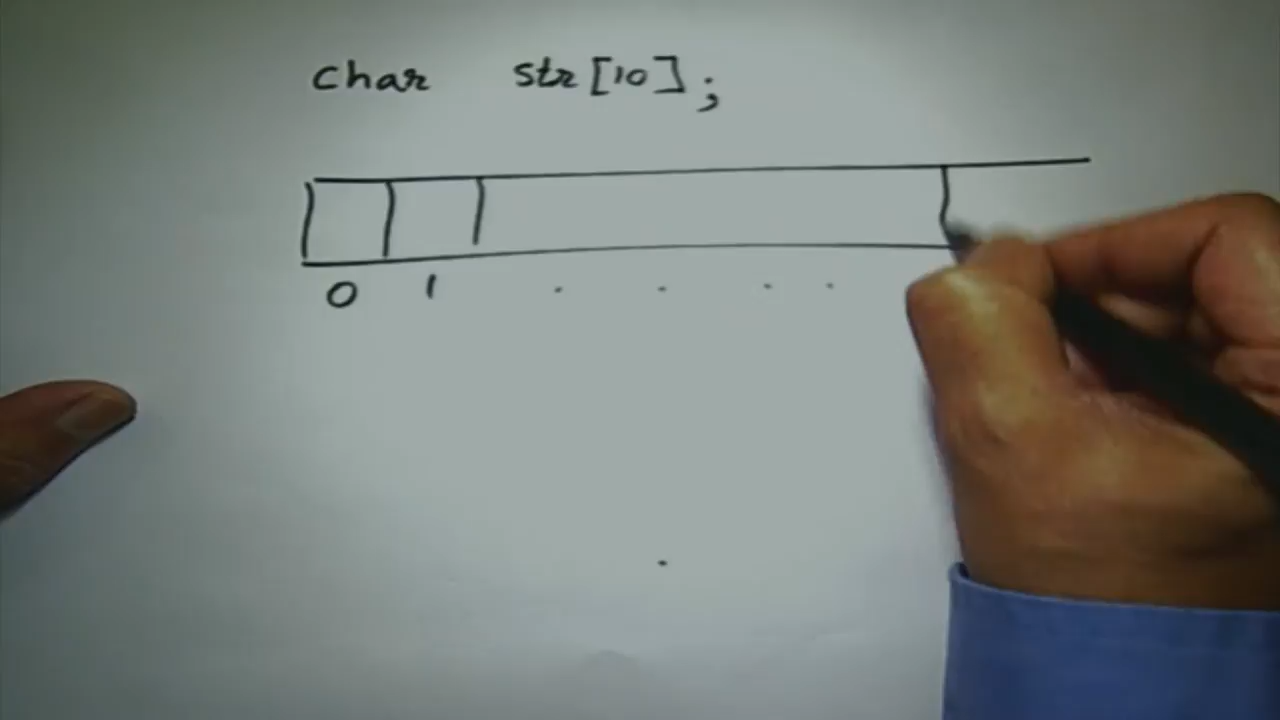 char str[10];
0 1 . . . .